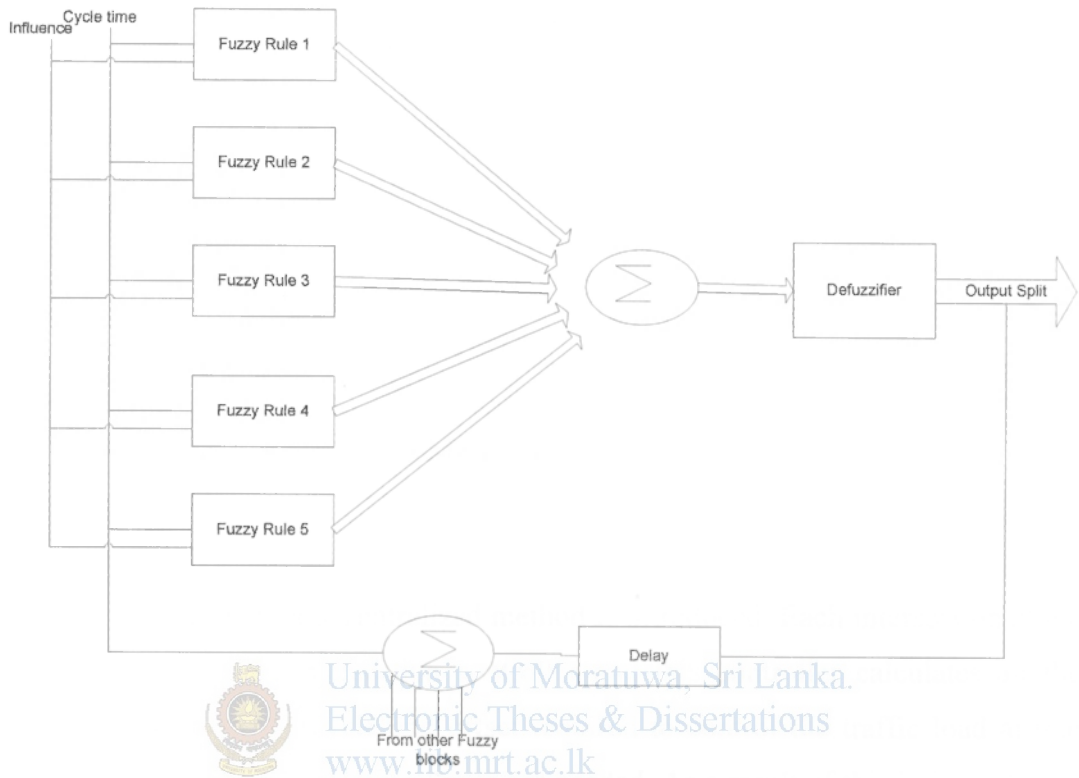 Cycle time
Influence
Fuzzy Rule 1
Fuzzy Rule 2
Fuzzy Rule 3
Fuzzy Rule 4
Fuzzy Rule 5
Σ
Defuzzifier
Output Split
Σ
Delay
From other Fuzzy
blocks
University of Moratuwa, Sri Lanka.
Electronic Theses & Dissertations
www.lib.mrt.ac.lk